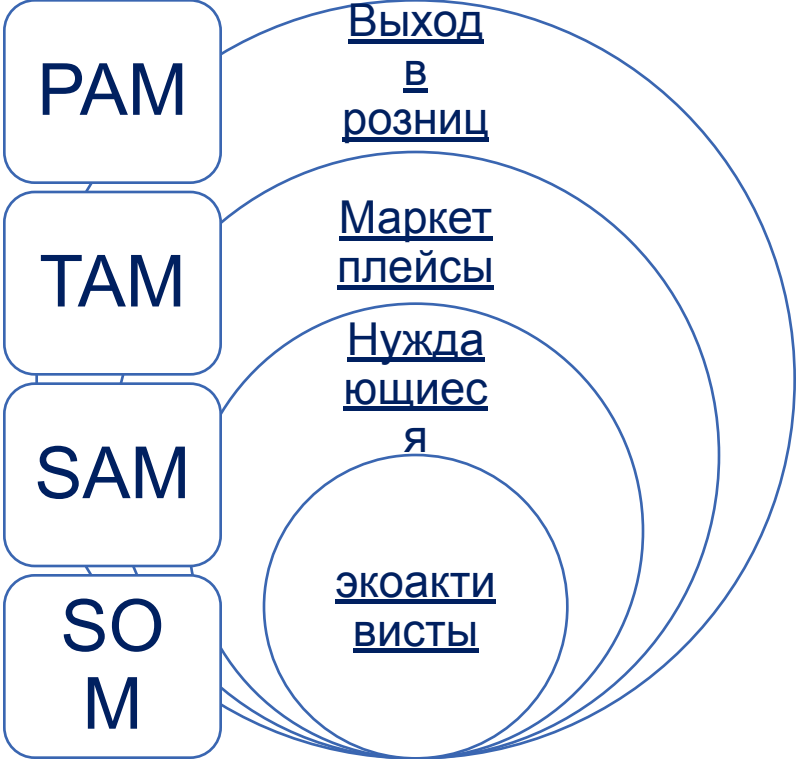 PAM
Выход
в
розниц
TAM
Маркет
плейсы
SAM
Нужда
ющиес
я
SO
M
экоакти
висты